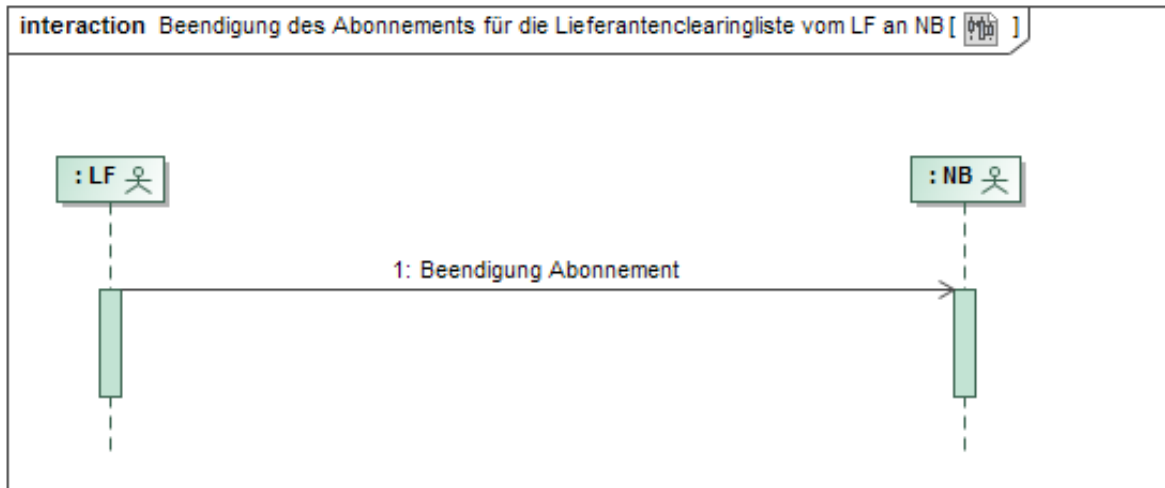 interaction Beendigung des Abonnements für die Lieferantenclearingliste vom LF an NB [ ]
:LF
:NB
1: Beendigung Abonnement